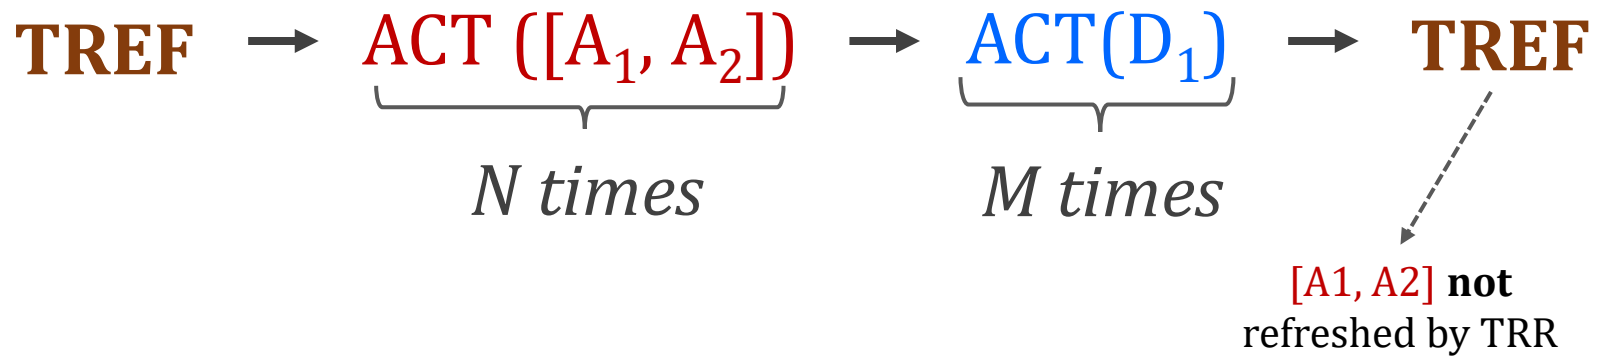 TREF → ACT ([A₁, A₂]) → ACT(D₁) → TREF
N times M times
[A1, A2] not
refreshed by TRR